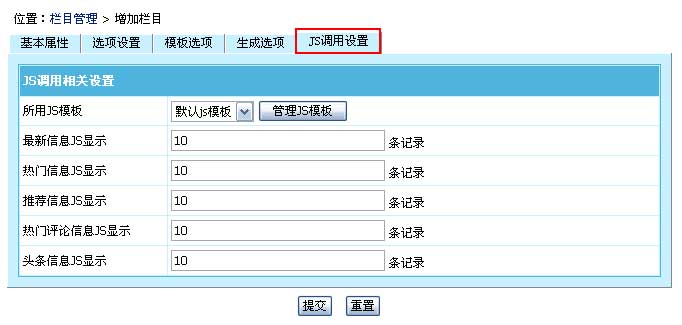 位置：栏目管理 > 增加栏目
基本属性 选项设置 模板选项 生成选项 JS调用设置
JS调用相关设置
所用JS模板 默认js模板 管理JS模板
最新信息JS显示 10 条记录
热门信息JS显示 10 条记录
推荐信息JS显示 10 条记录
热门评论信息JS显示 10 条记录
头条信息JS显示 10 条记录
提交 重置